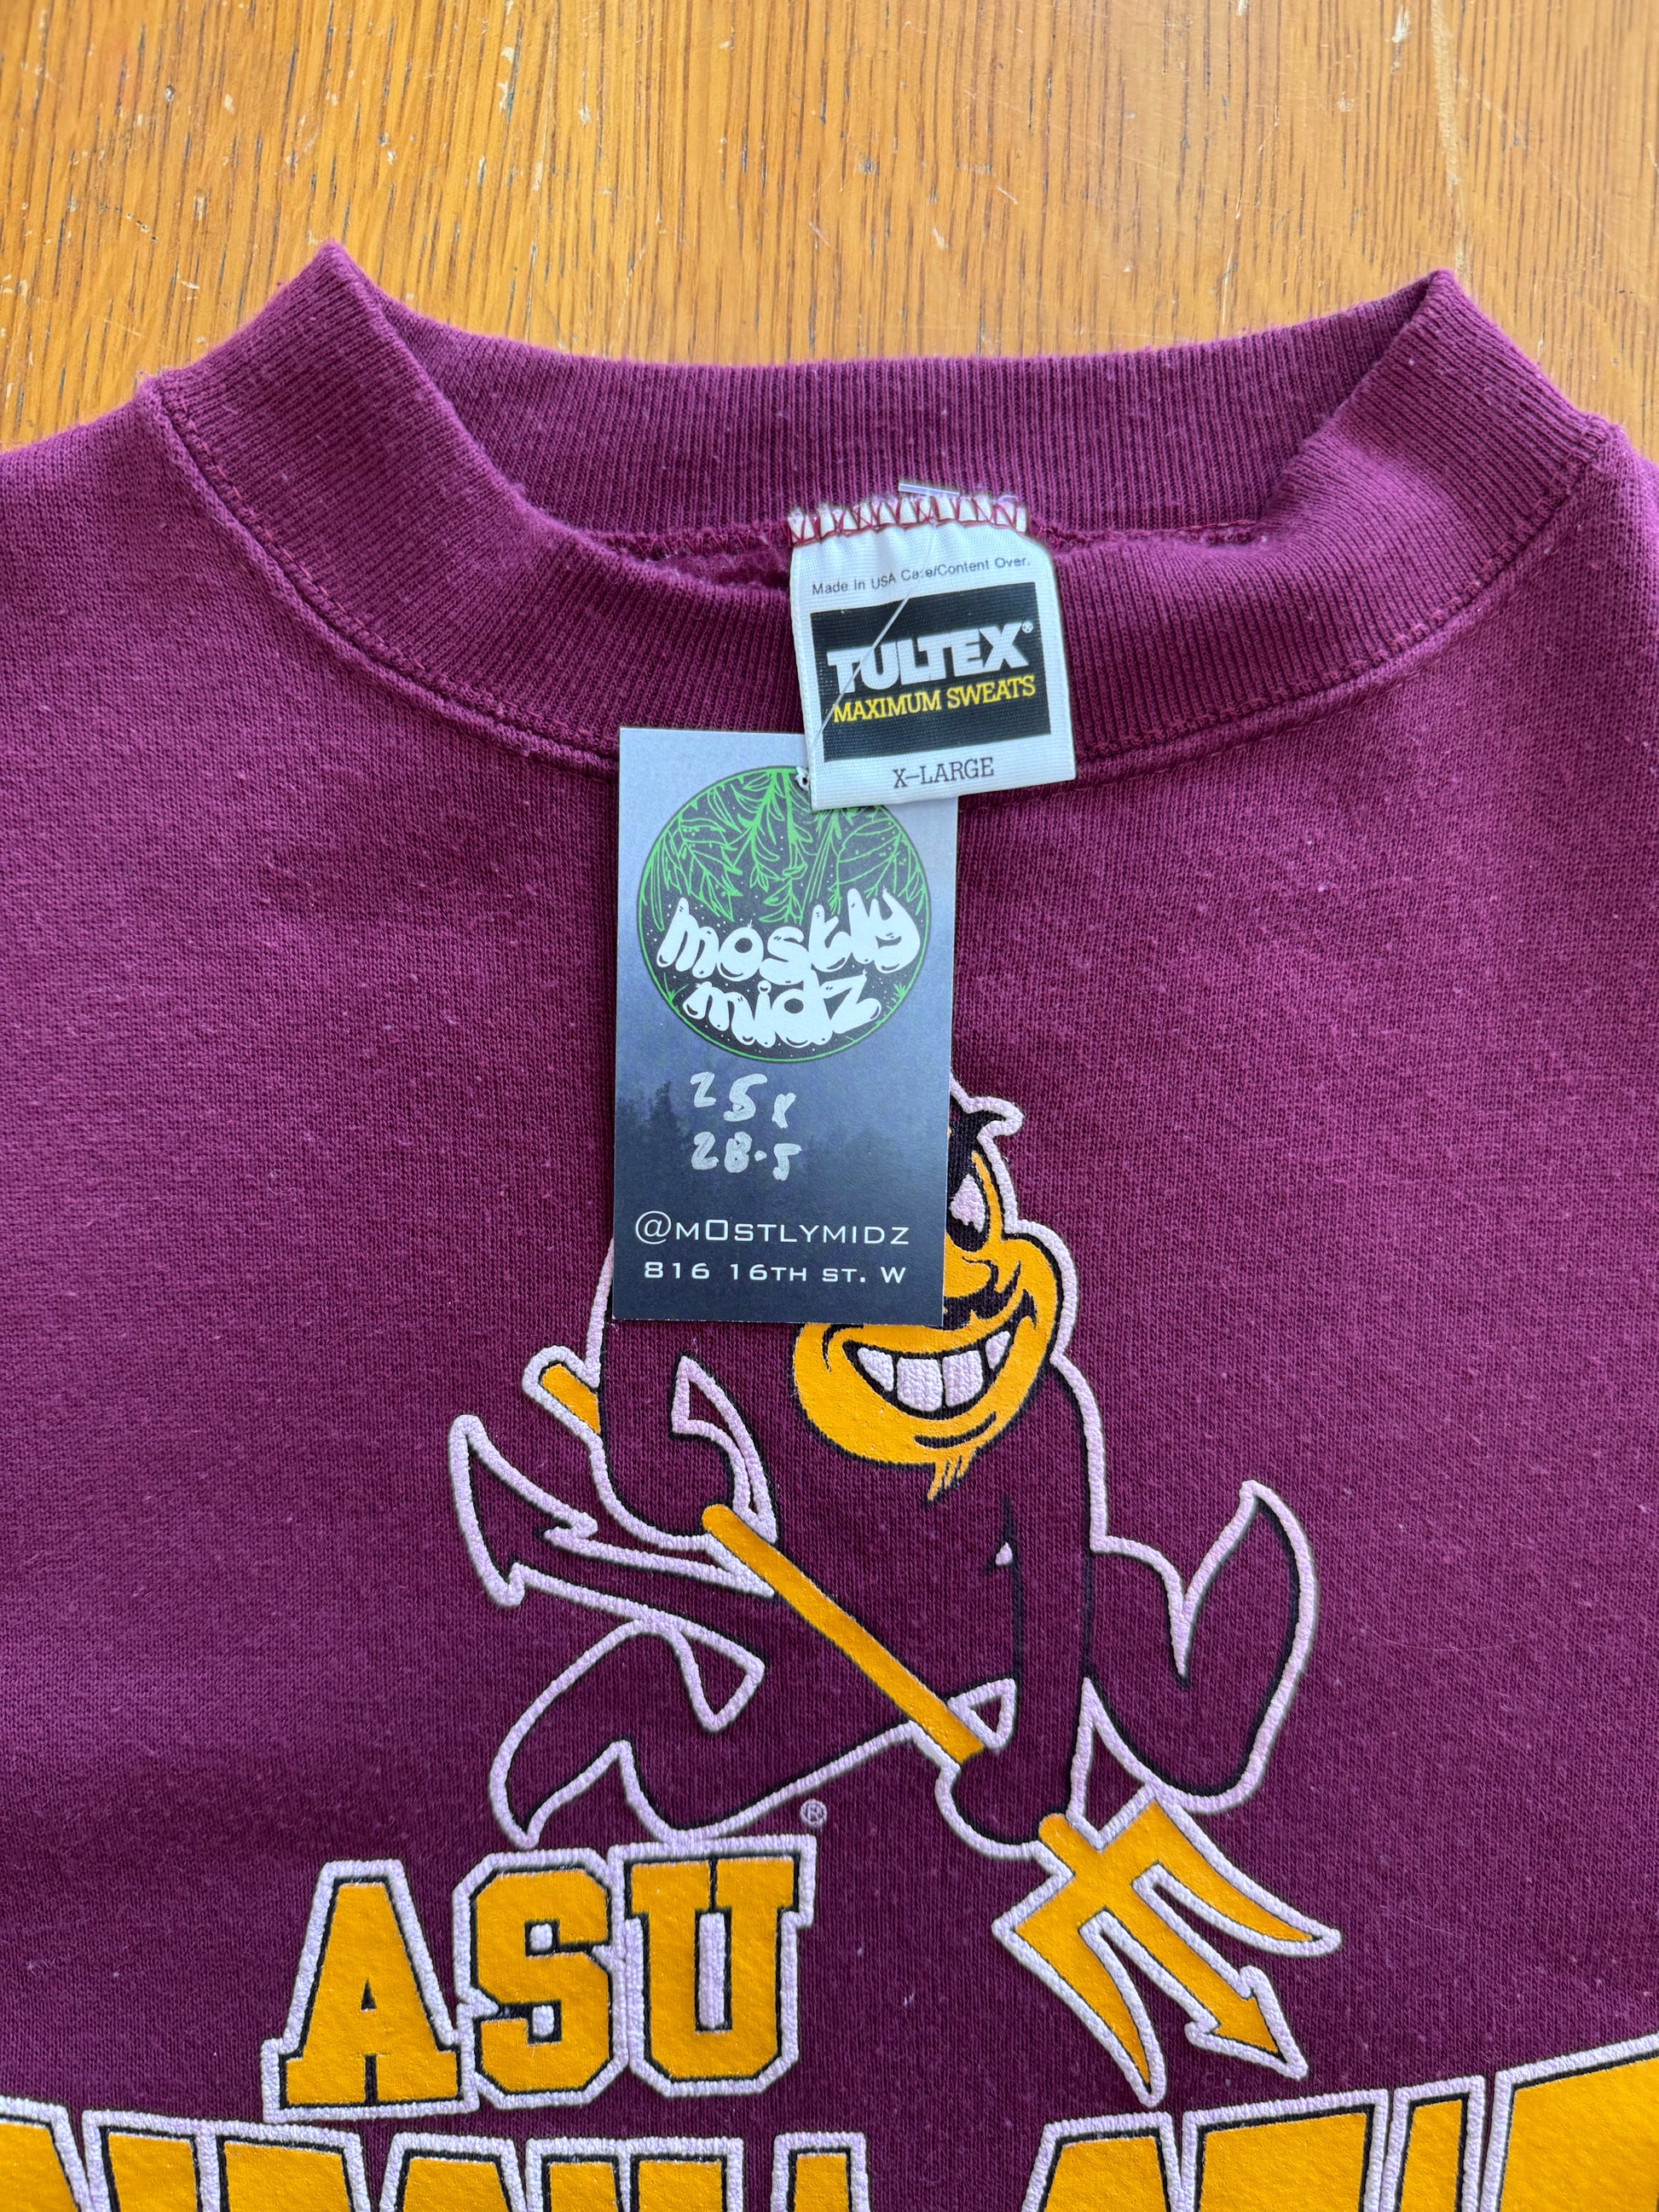 Made In USA Care/Content Over.
TULTEX®
MAXIMUM SWEATS
X-LARGE
mostly
midz
25x
28.5
@MOSTLYMIDZ
816 16TH ST. W
®
ASU